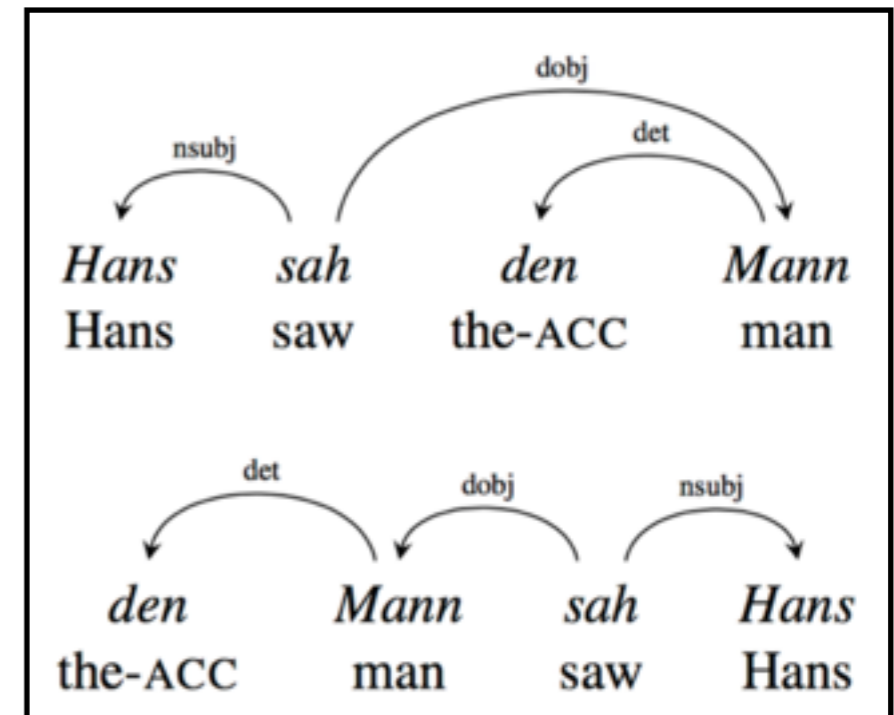 dobj
nsubj det
Hans sah den Mann
Hans saw the-ACC man
det dobj nsubj
den Mann sah Hans
the-ACC man saw Hans